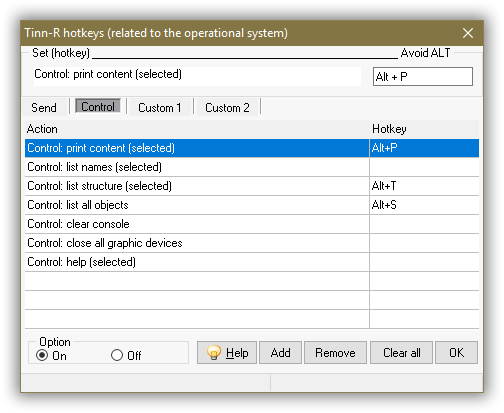 Tinn-R hotkeys (related to the operational system)
Set (hotkey) Avoid ALT
Control: print content (selected) Alt + P
Send Control Custom 1 Custom 2
Action Hotkey
Control: print content (selected) Alt+P
Control: list names (selected)
Control: list structure (selected) Alt+T
Control: list all objects Alt+S
Control: clear console
Control: close all graphic devices
Control: help (selected)
Option
On Off Help Add Remove Clear all OK